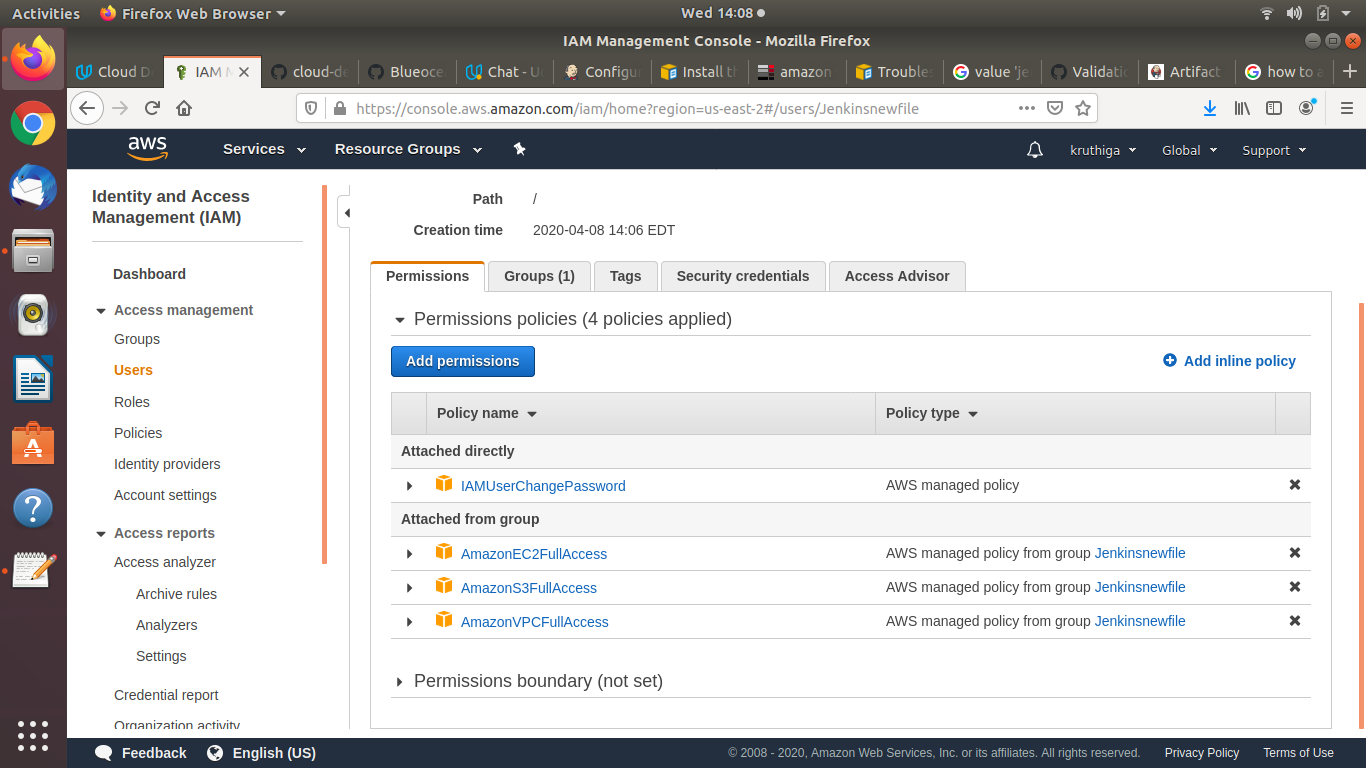 Activities Firefox Web Browser Wed 14:08
IAM Management Console - Mozilla Firefox
Cloud D IAM M cloud-de Blueoce Chat - U Configu Install th amazon Troubles value 'je Validati Artifact how to a
https://console.aws.amazon.com/iam/home?region=us-east-2#/users/Jenkinsnewfile
aws Services Resource Groups kruthiga Global Support
Identity and Access
Management (IAM)
Dashboard
Access management
Groups
Users
Roles
Policies
Identity providers
Account settings
Access reports
Access analyzer
Archive rules
Analyzers
Settings
Credential report
Organization activity
Path /
Creation time 2020-04-08 14:06 EDT
Permissions Groups (1) Tags Security credentials Access Advisor
Permissions policies (4 policies applied)
Add permissions Add inline policy
Policy name Policy type
Attached directly
IAMUserChangePassword AWS managed policy
Attached from group
AmazonEC2FullAccess AWS managed policy from group Jenkinsnewfile
AmazonS3FullAccess AWS managed policy from group Jenkinsnewfile
AmazonVPCFullAccess AWS managed policy from group Jenkinsnewfile
Permissions boundary (not set)
Feedback English (US) © 2008 - 2020, Amazon Web Services, Inc. or its affiliates. All rights reserved. Privacy Policy Terms of Use